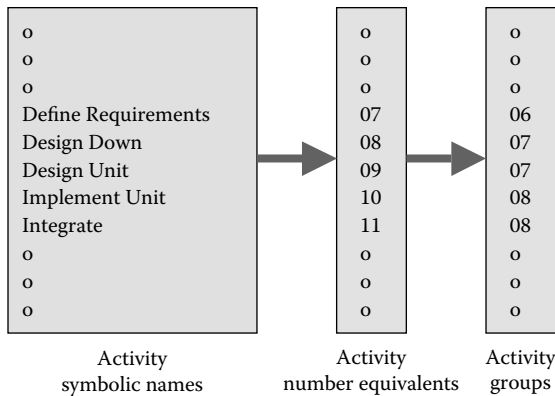 o o o
o o o
o o o
Define Requirements 07 06
Design Down 08 07
Design Unit 09 07
Implement Unit 10 08
Integrate 11 08
o o o
o o o
o o o
Activity Activity Activity
symbolic names number equivalents groups